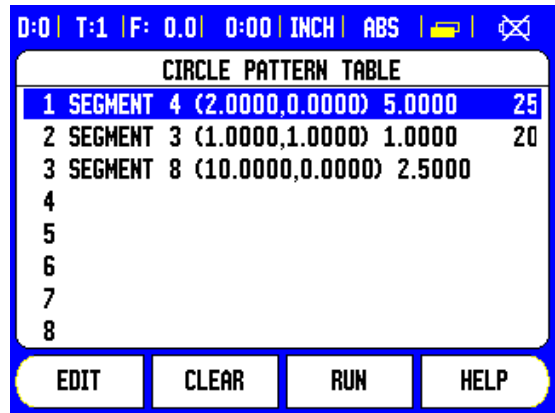 D:0| T:1 |F: 0.0| 0:00| INCH| ABS
CIRCLE PATTERN TABLE
1 SEGMENT 4 (2.0000,0.0000) 5.0000 25
2 SEGMENT 3 (1.0000,1.0000) 1.0000 20
3 SEGMENT 8 (10.0000,0.0000) 2.5000
4
5
6
7
8
EDIT CLEAR RUN HELP